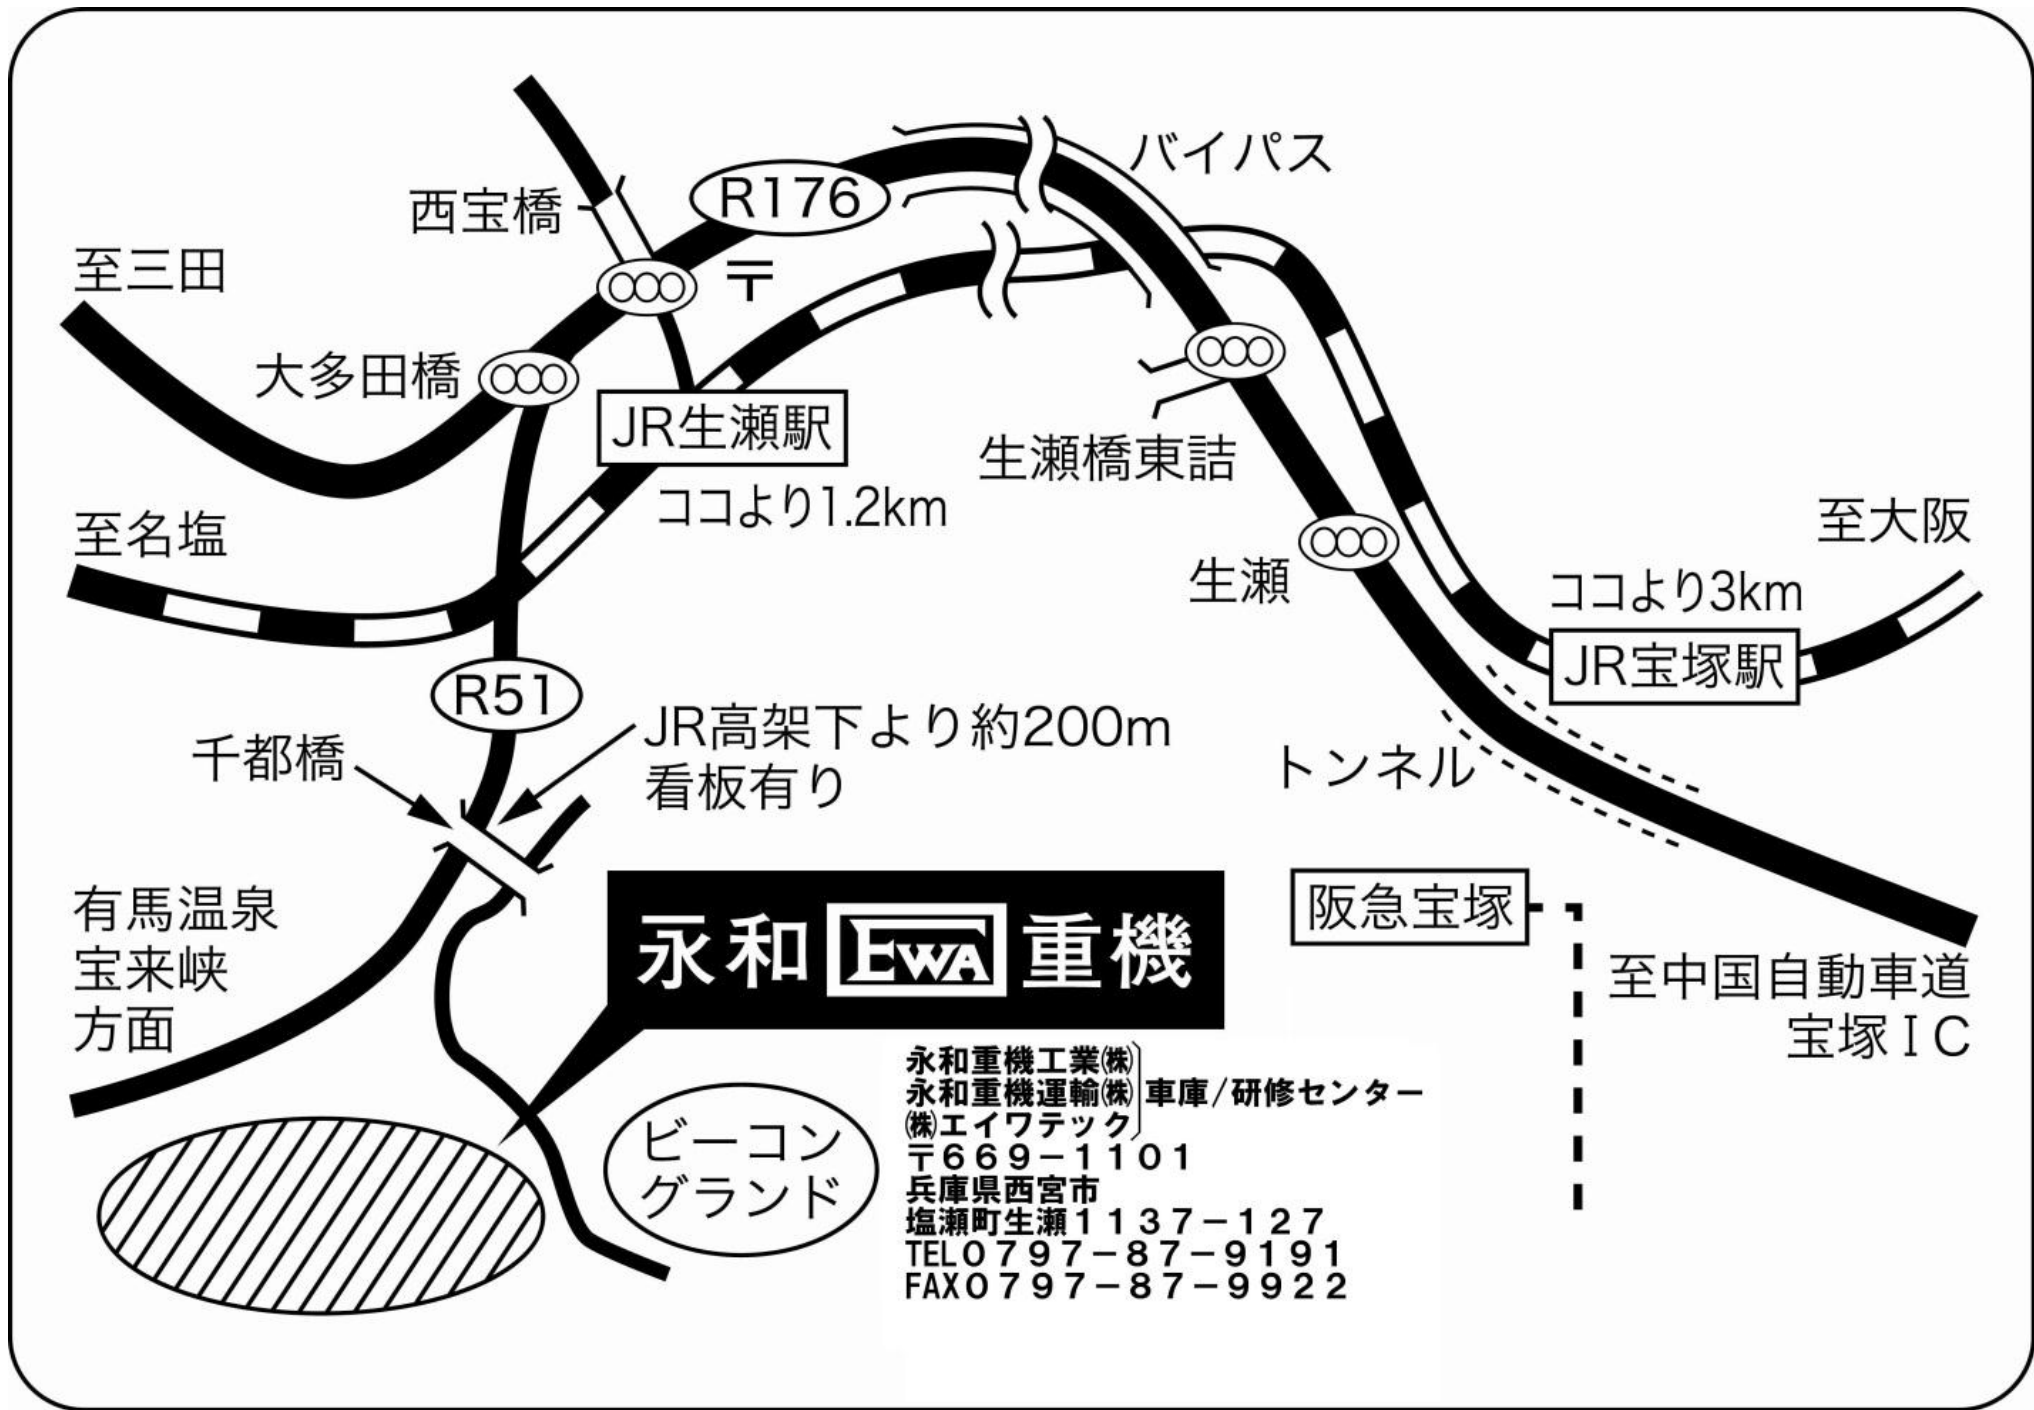 バイパス
R176
西宝橋
〒
至三田
大多田橋
JR生瀬駅
ココより1.2km
生瀬橋東詰
至名塩
至大阪
生瀬
ココより3km
JR宝塚駅
R51
JR高架下より約200m
看板有り
千都橋
トンネル
有馬温泉
宝来峡
方面
永和 EWA 重機
阪急宝塚
至中国自動車道
宝塚IC
永和重機工業㈱
永和重機運輸㈱ 車庫/研修センター
㈱エイワテック
〒669-1101
兵庫県西宮市
塩瀬町生瀬1137-127
TEL0797-87-9191
FAX0797-87-9922
ビーコン
グランド